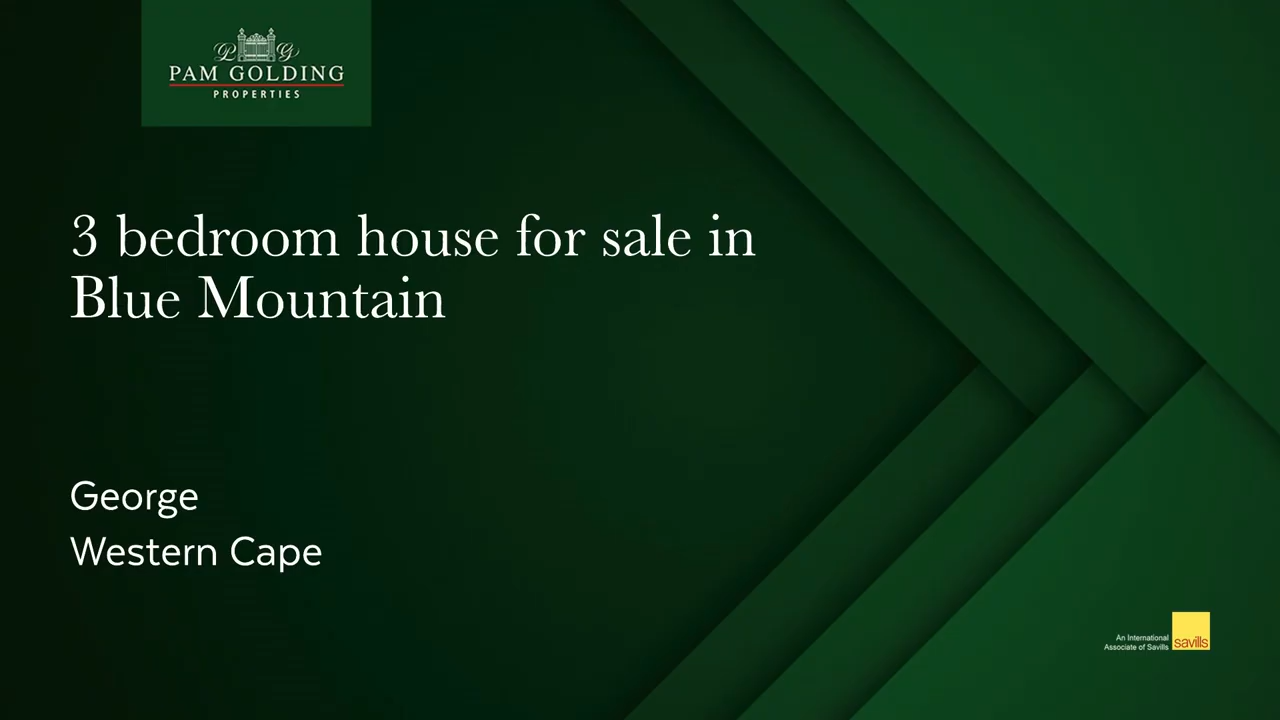 P G
PAM GOLDING
PROPERTIES
3 bedroom house for sale in
Blue Mountain
George
Western Cape
An International
Associate of Savills
savills